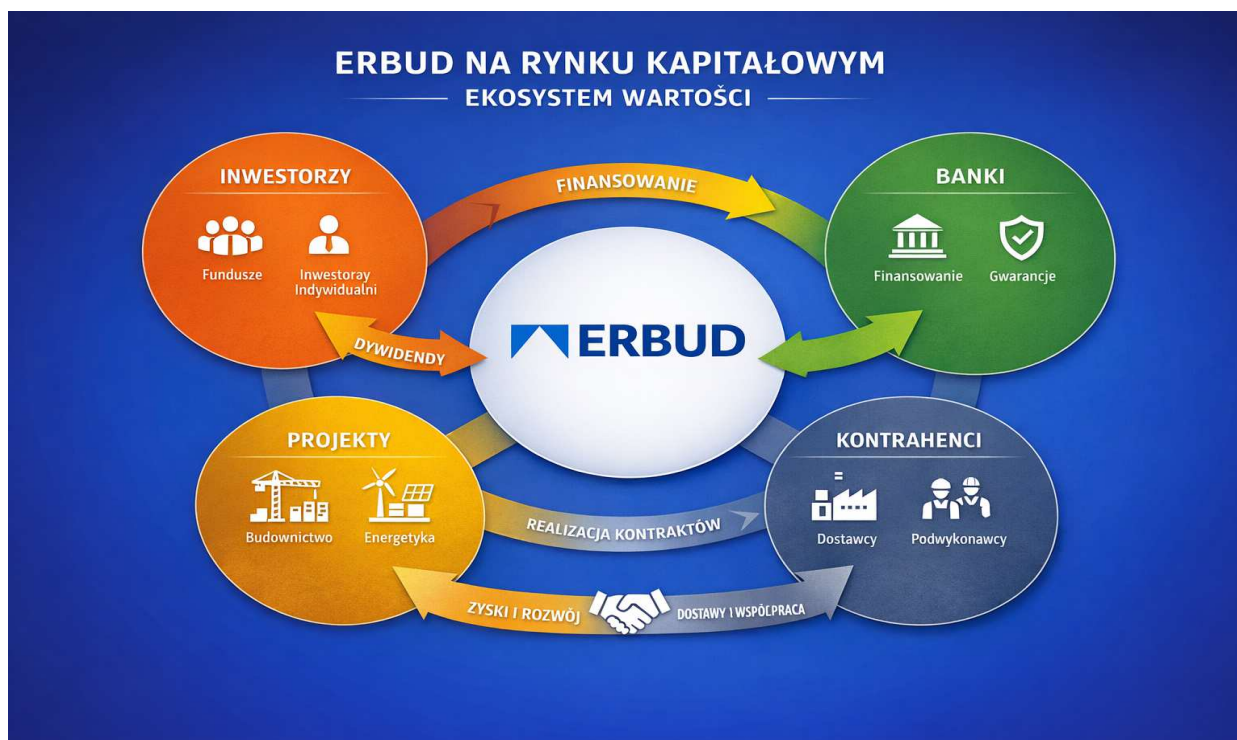 ERBUD NA RYNKU KAPITAŁOWYM
EKOSYSTEM WARTOŚCI
INWESTORZY
Fundusze
Inwestoray
Indywidualni
FINANSOWANIE
BANKI
Finansowanie
Gwarancje
DYWIDENDY
ERBUD
PROJEKTY
Budownictwo
Energetyka
KONTRAHENCI
Dostawcy
Podwykonawcy
REALIZACJA KONTRAKTÓW
ZYSKI I ROZWÓJ
DOSTAWY I WSPÓŁPRACA